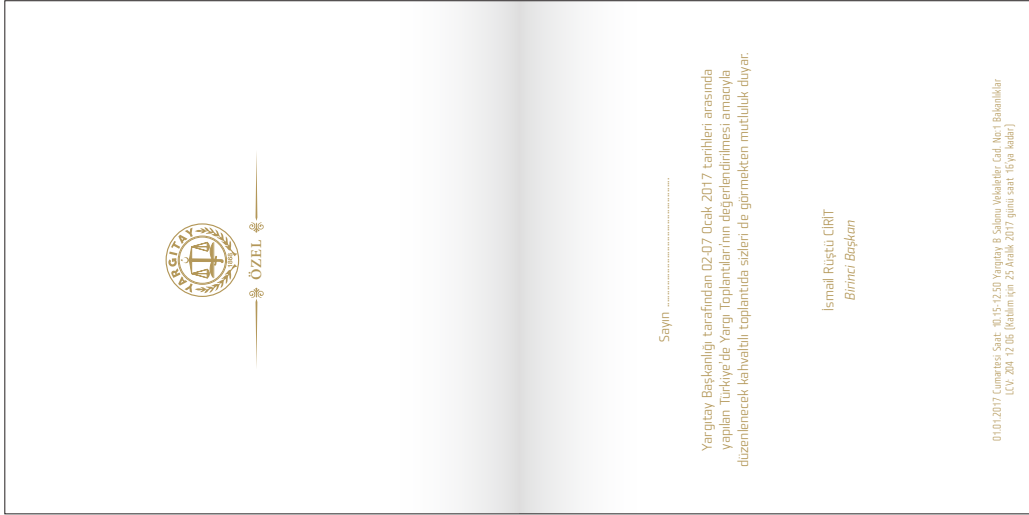 YARGITAY
1868
ÖZEL
Sayın ............................................
Yargıtay Başkanlığı tarafından 02-07 Ocak 2017 tarihleri arasında
yapılan Türkiye'de Yargı Toplantıları'nın değerlendirilmesi amacıyla
düzenlenecek kahvaltılı toplantıda sizleri de görmekten mutluluk duyar.
İsmail Rüştü CİRİT
Birinci Başkan
01.01.2017 Cumartesi Saat: 10.15-12.50 Yargıtay B Salonu Vekaletler Cad. No:1 Bakanlıklar
LCV: 204 12 06 (Katılım için 25 Aralık 2017 günü saat 16'ya kadar)